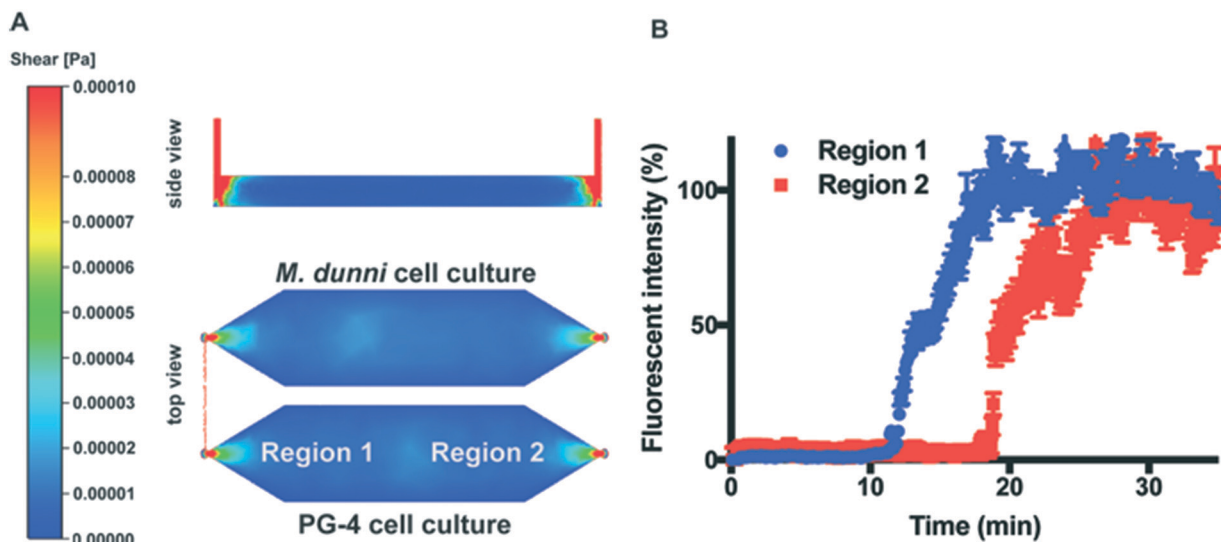 A
Shear [Pa]
0.00010
0.00008
0.00007
0.00006
0.00005
0.00004
0.00003
0.00002
0.00001
0.00000
side view
M. dunni cell culture
top view
Region 1 Region 2
PG-4 cell culture
B
Region 1
Region 2
Fluorescent intensity (%)
100
50
0
0 10 20 30
Time (min)